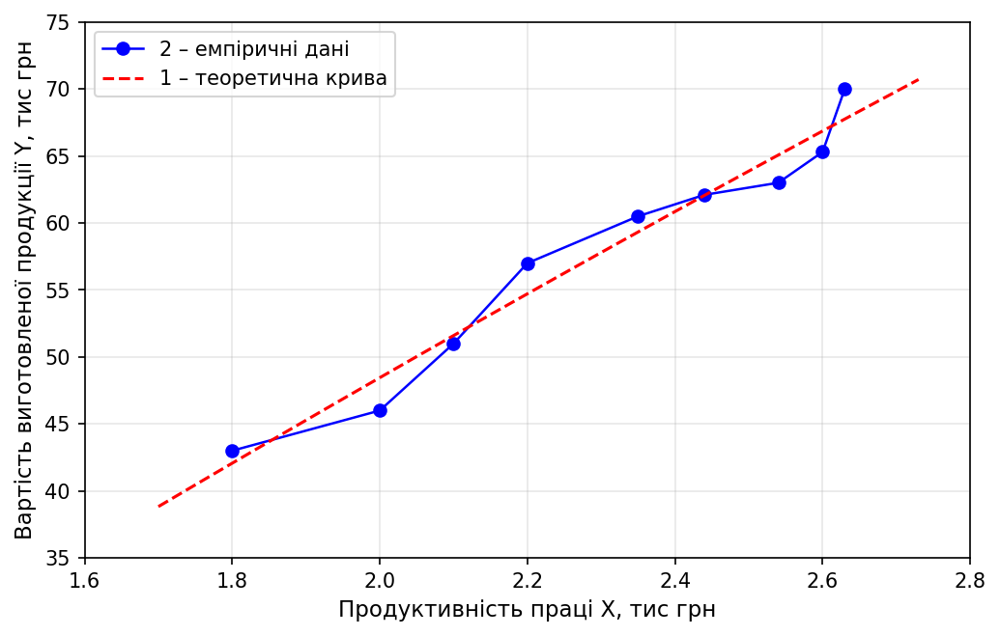 75
70
65
60
55
50
45
40
35
Вартість виготовленої продукції Y, тис грн
2 – емпіричні дані
1 – теоретична крива
1.6 1.8 2.0 2.2 2.4 2.6 2.8
Продуктивність праці X, тис грн